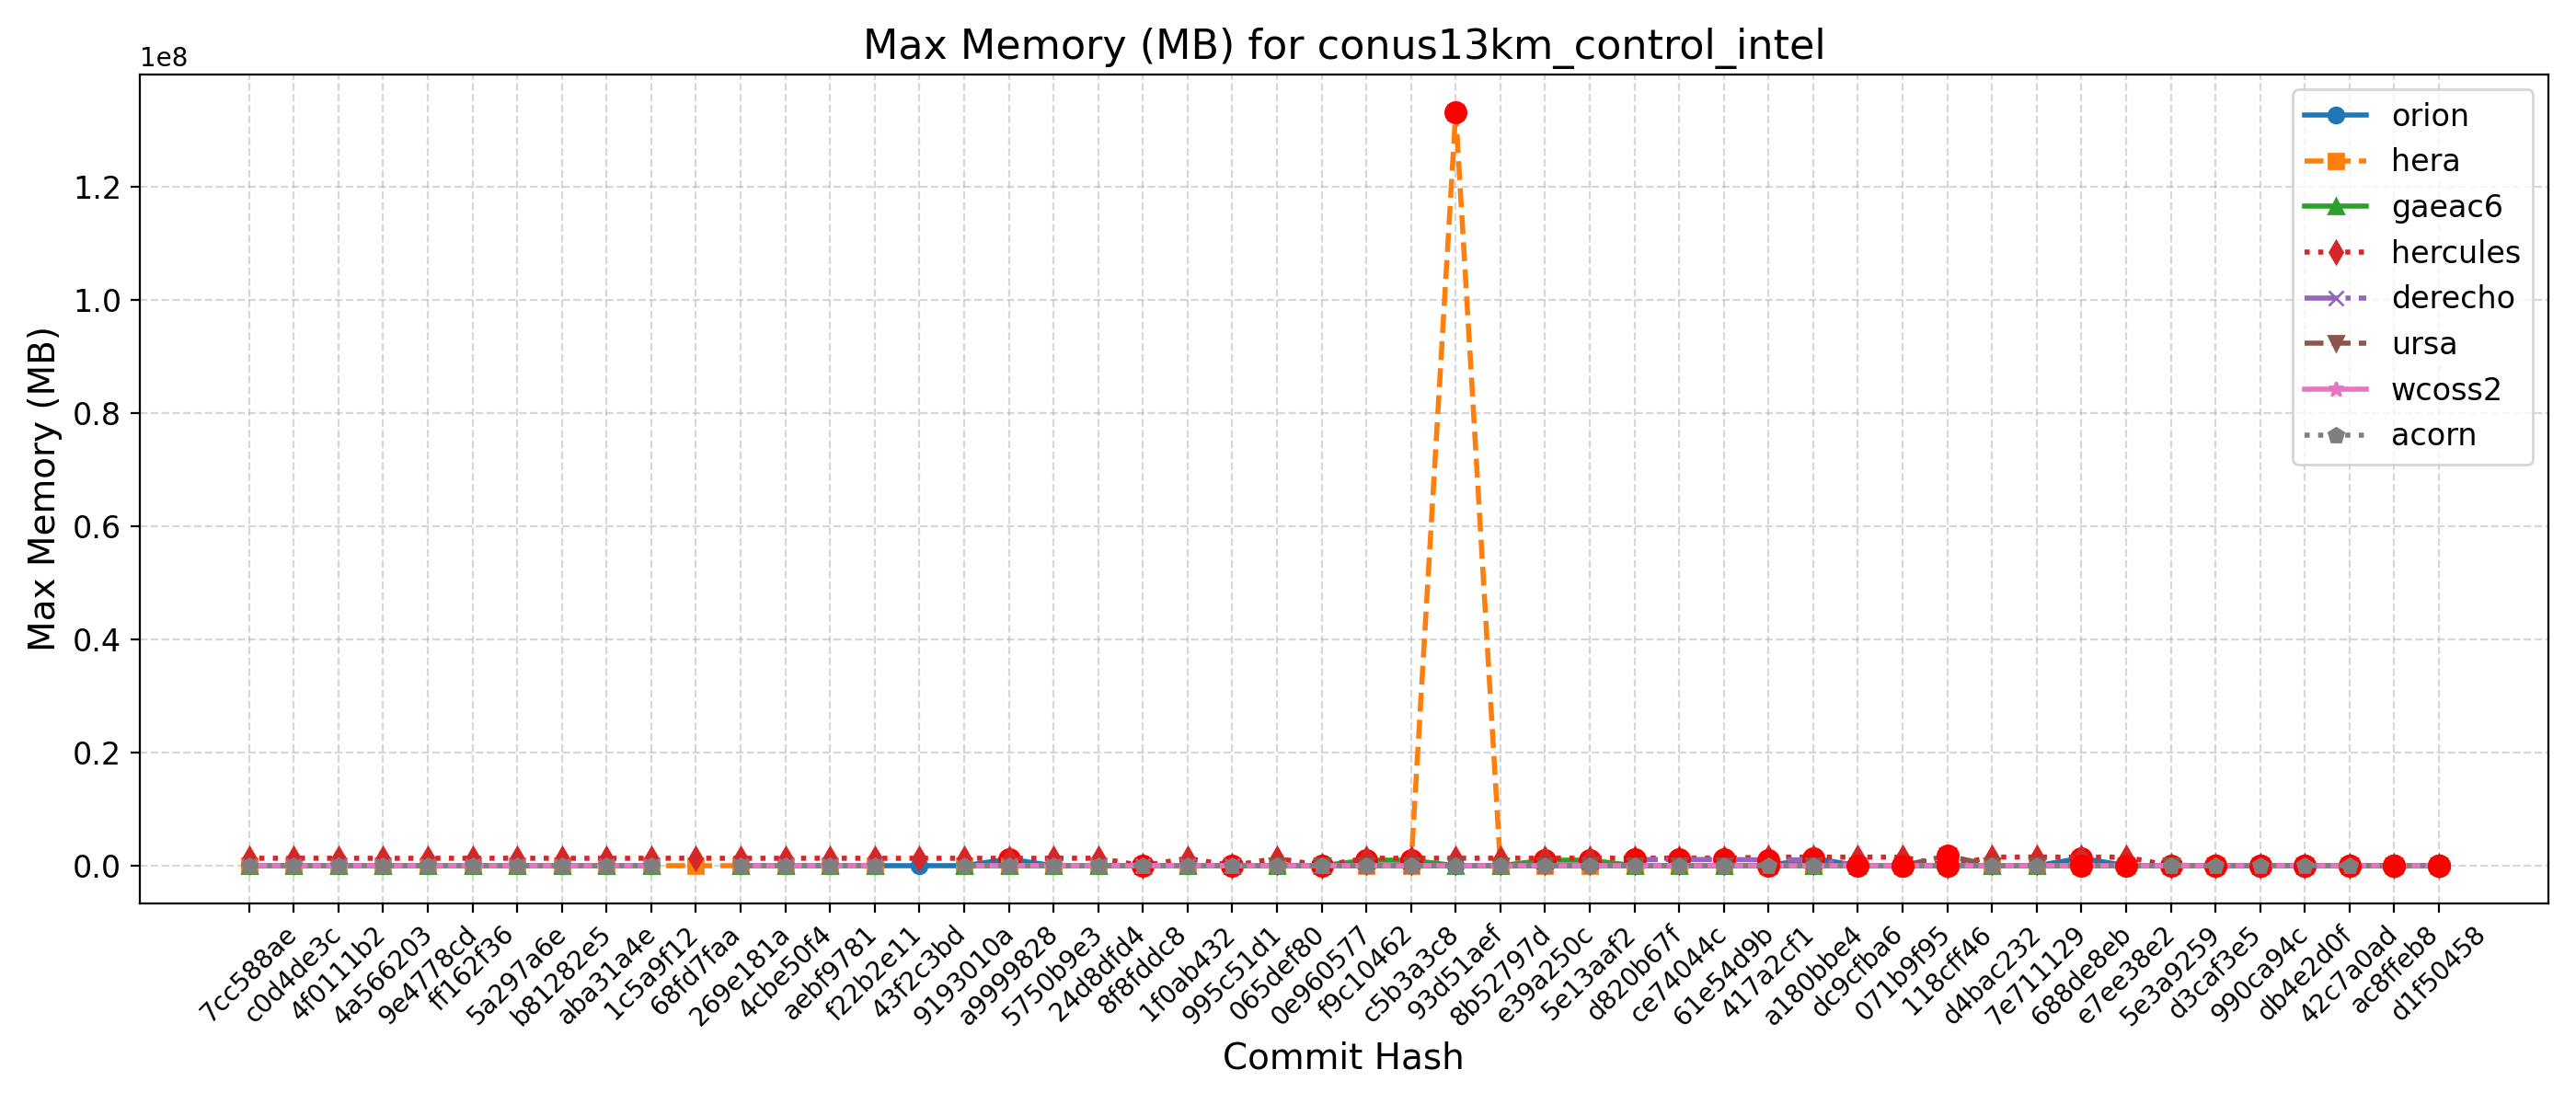 Max Memory (MB) for conus13km_control_intel
1e8
Max Memory (MB)
1.2
1.0
0.8
0.6
0.4
0.2
0.0
orion
hera
gaeac6
hercules
derecho
ursa
wcoss2
acorn
7cc588ae
c0d4de3c
4f0111b2
4a566203
9e4778cd
ff162f36
5a297a6e
b81282e5
aba31a4e
1c5a9f12
68fd7faa
269e181a
4cbe50f4
aebf9781
f22b2e11
43f2c3bd
9193010a
a9999828
5750b9e3
24d8dfd4
8f8fddc8
1f0ab432
995c51d1
065def80
0e960577
f9c10462
c5b3a3c8
93d51aef
8b52797d
e39a250c
5e13aaf2
d820b67f
ce74044c
61e54d9b
417a2cf1
a180bbe4
dc9cfba6
071b9f95
118cff46
d4bac232
7e711129
688de8eb
e7ee38e2
5e3a9259
d3caf3e5
990ca94c
db4e2d0f
42c7a0ad
ac8ffeb8
d1f50458
Commit Hash